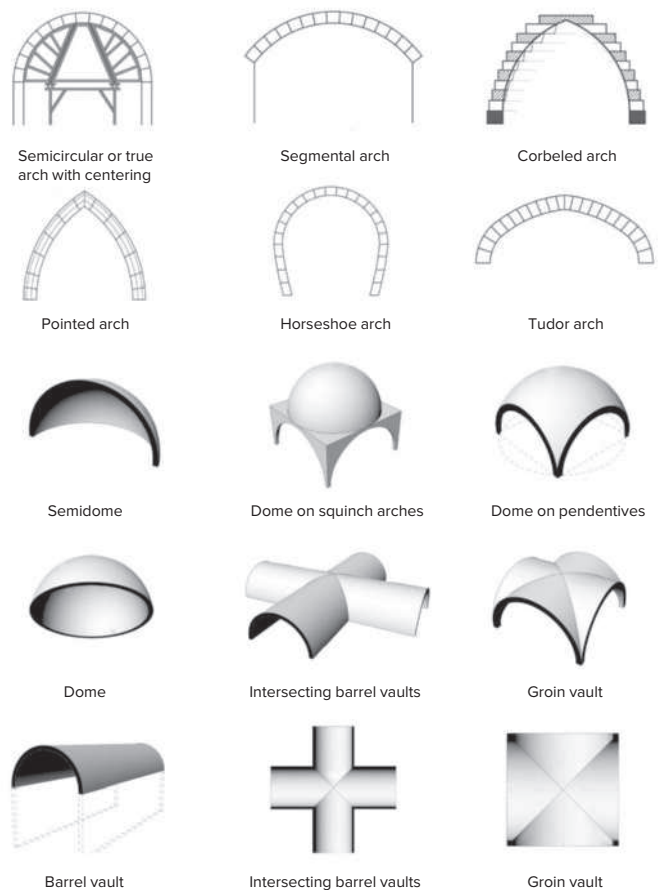 Semicircular or true
arch with centering
Segmental arch
Corbeled arch
Pointed arch
Horseshoe arch
Tudor arch
Semidome
Dome on squinch arches
Dome on pendentives
Dome
Intersecting barrel vaults
Groin vault
Barrel vault
Intersecting barrel vaults
Groin vault